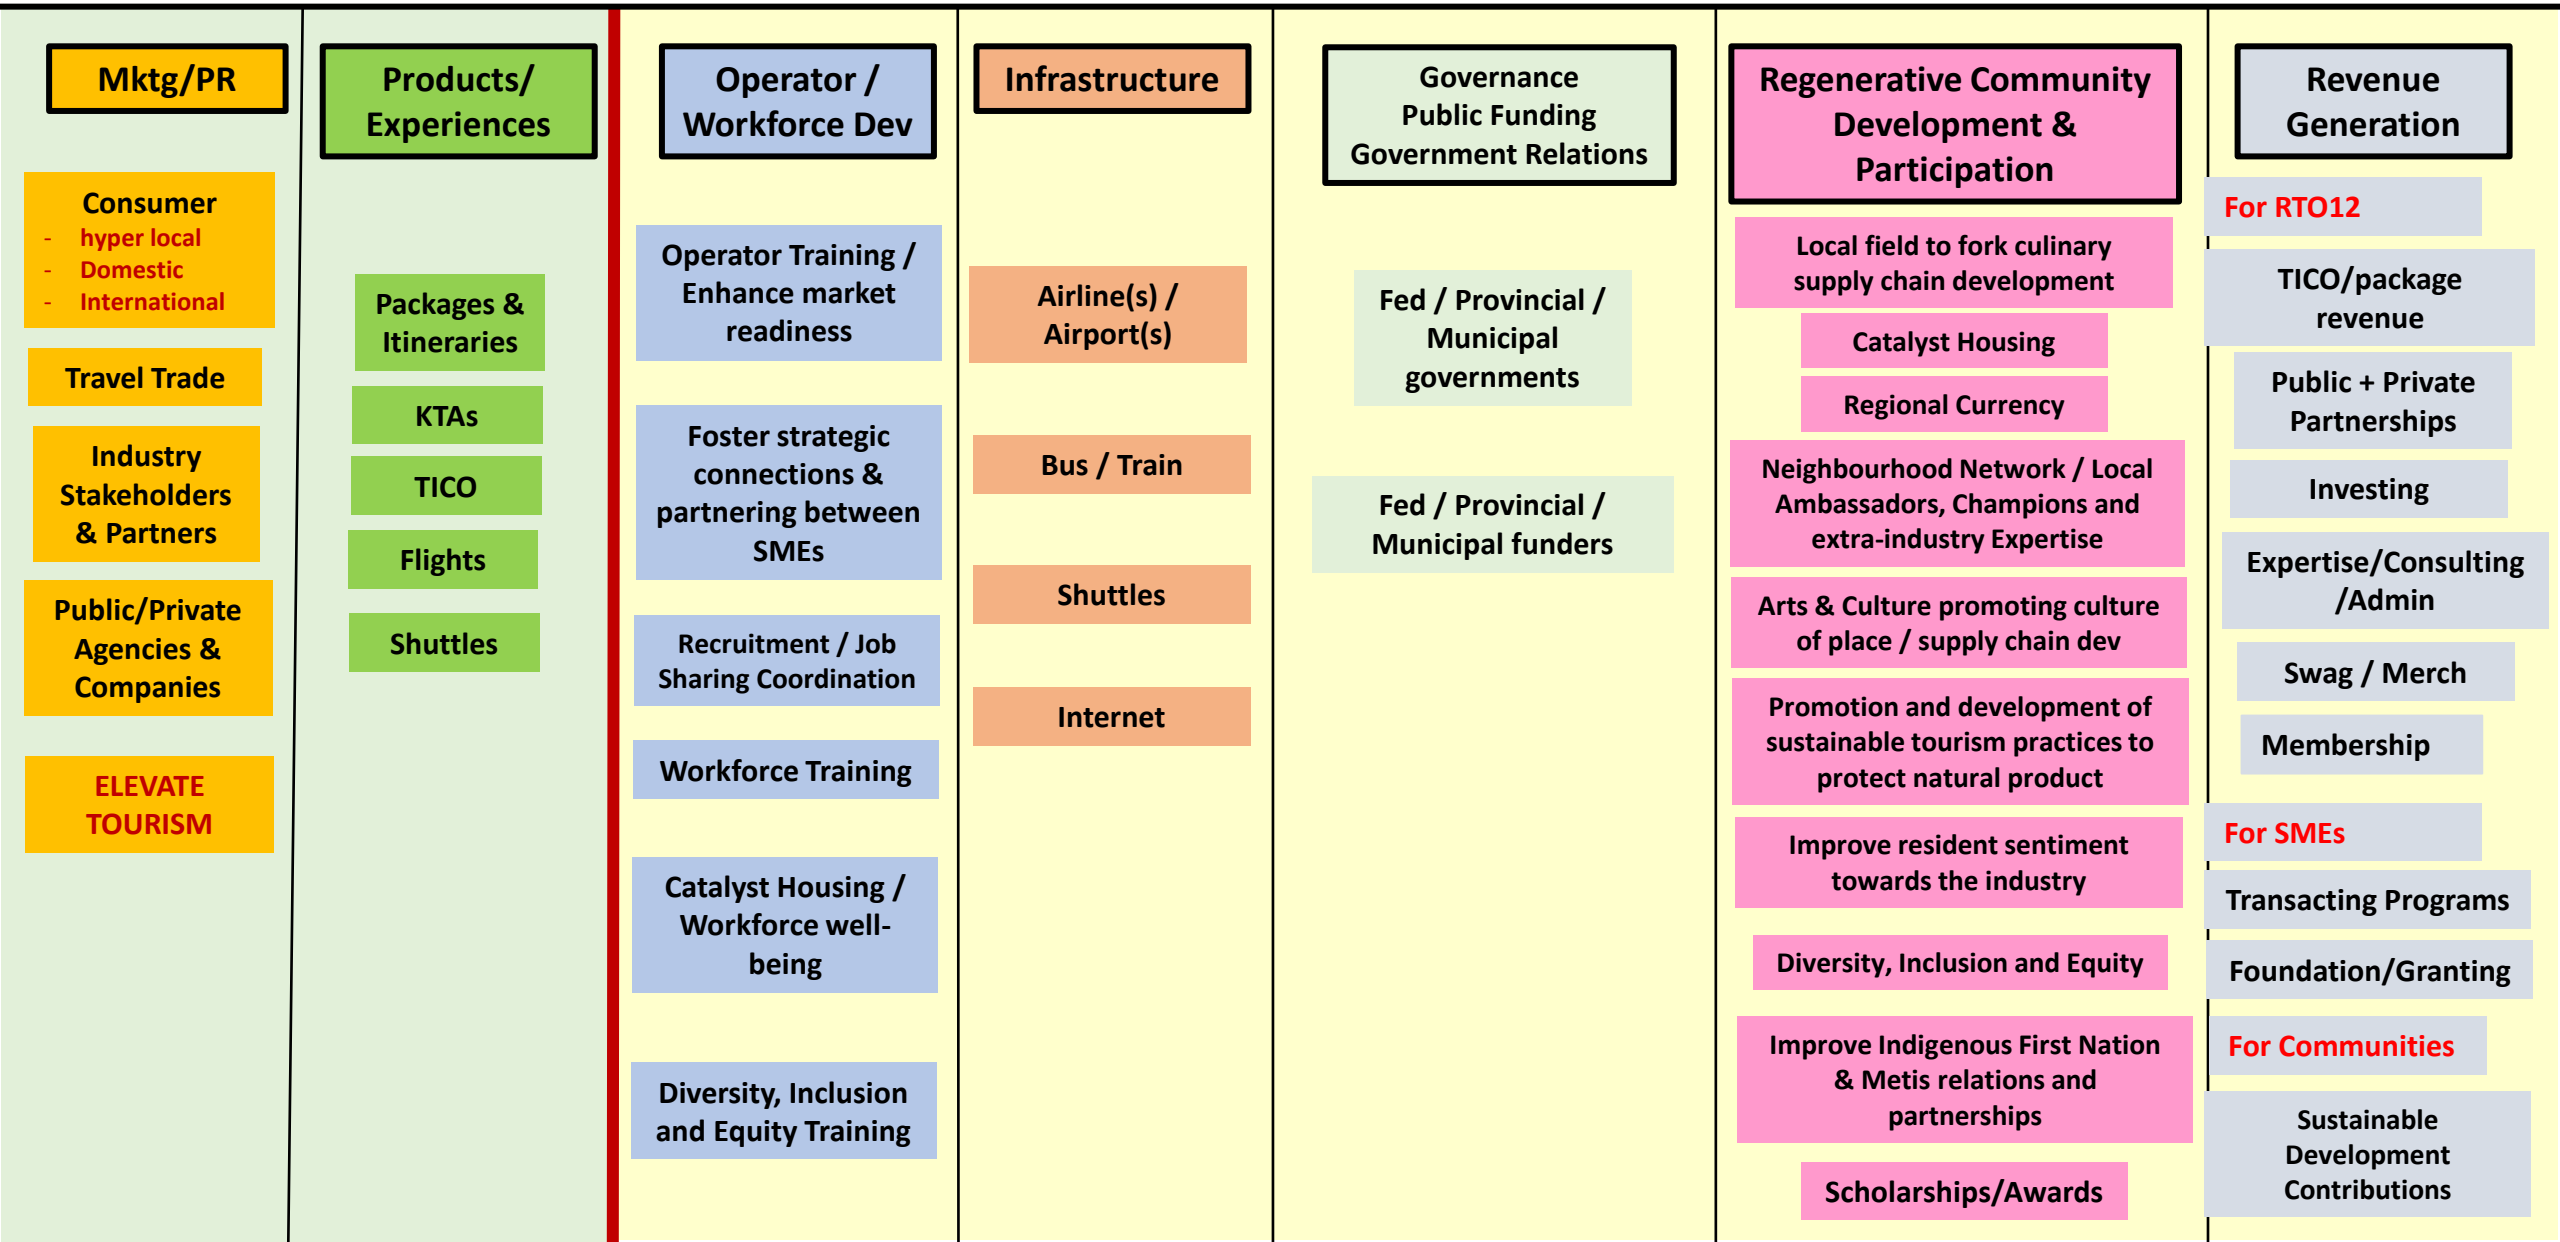 Mktg/PR
Consumer
- hyper local
- Domestic
- International
Travel Trade
Industry
Stakeholders
& Partners
Public/Private
Agencies &
Companies
ELEVATE
TOURISM
Products/
Experiences
Packages &
Itineraries
KTAs
TICO
Flights
Shuttles
Operator /
Workforce Dev
Operator Training /
Enhance market
readiness
Foster strategic
connections &
partnering between
SMEs
Recruitment / Job
Sharing Coordination
Workforce Training
Catalyst Housing /
Workforce well-
being
Diversity, Inclusion
and Equity Training
Infrastructure
Airline(s) /
Airport(s)
Bus / Train
Shuttles
Internet
Governance
Public Funding
Government Relations
Fed / Provincial /
Municipal
governments
Fed / Provincial /
Municipal funders
Regenerative Community
Development &
Participation
Local field to fork culinary
supply chain development
Catalyst Housing
Regional Currency
Neighbourhood Network / Local
Ambassadors, Champions and
extra-industry Expertise
Arts & Culture promoting culture
of place / supply chain dev
Promotion and development of
sustainable tourism practices to
protect natural product
Improve resident sentiment
towards the industry
Diversity, Inclusion and Equity
Improve Indigenous First Nation
& Metis relations and
partnerships
Scholarships/Awards
Revenue
Generation
For RTO12
TICO/package
revenue
Public + Private
Partnerships
Investing
Expertise/Consulting
/Admin
Swag / Merch
Membership
For SMEs
Transacting Programs
Foundation/Granting
For Communities
Sustainable
Development
Contributions